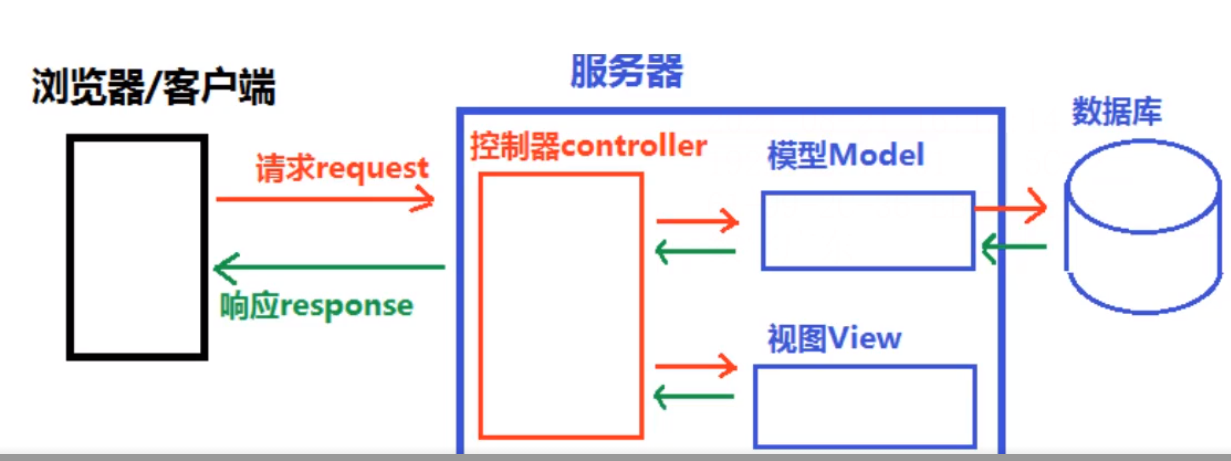 服务器
浏览器/客户端
数据库
控制器controller
模型Model
请求request
响应response
视图View